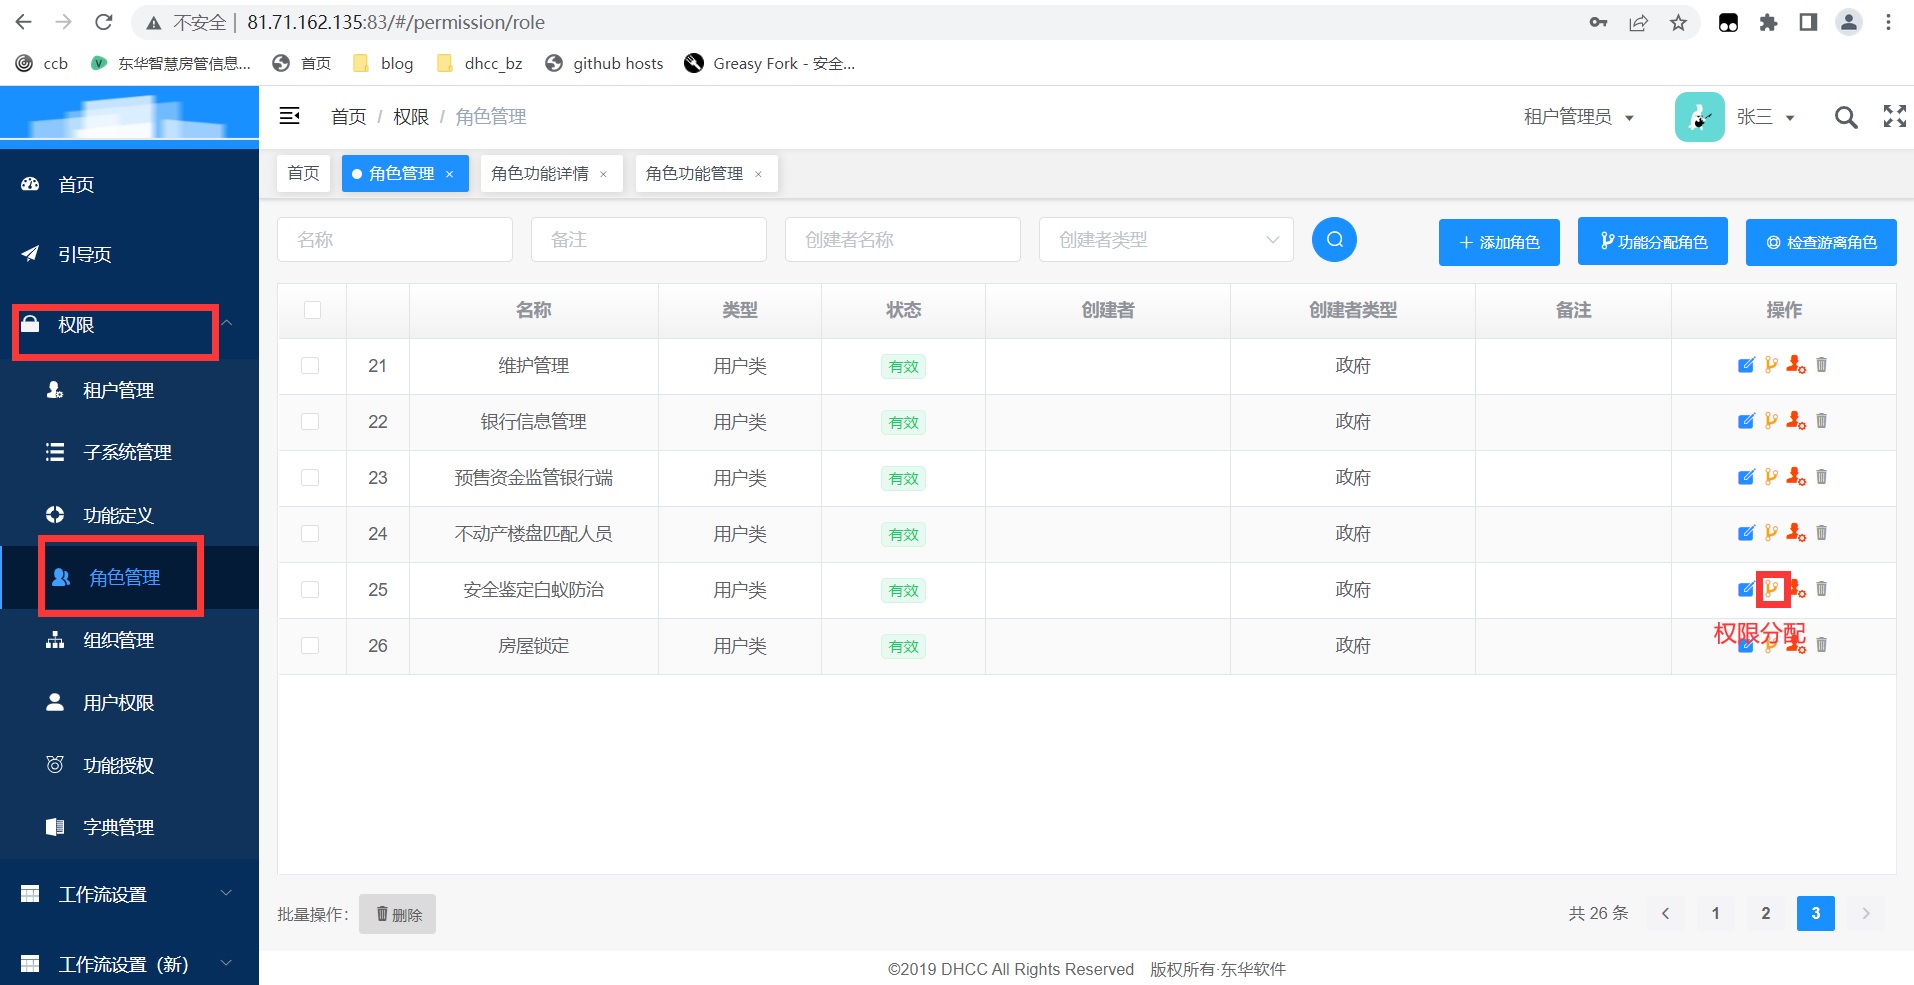 不安全 | 81.71.162.135:83/#/permission/role
ccb 东华智慧房管信息... 首页 blog dhcc_bz github hosts Greasy Fork - 安全...
首页 / 权限 / 角色管理 租户管理员 张三
首页 角色管理 × 角色功能详情 × 角色功能管理 ×
首页
引导页
权限
租户管理
子系统管理
功能定义
角色管理
组织管理
用户权限
功能授权
字典管理
工作流设置
工作流设置（新）
名称 备注 创建者名称 创建者类型 添加角色 功能分配角色 检查游离角色
名称 类型 状态 创建者 创建者类型 备注 操作
21 维护管理 用户类 有效 政府
22 银行信息管理 用户类 有效 政府
23 预售资金监管银行端 用户类 有效 政府
24 不动产楼盘匹配人员 用户类 有效 政府
25 安全鉴定白蚁防治 用户类 有效 政府
权限分配
26 房屋锁定 用户类 有效 政府
批量操作: 删除 共 26 条 1 2 3
©2019 DHCC All Rights Reserved 版权所有·东华软件